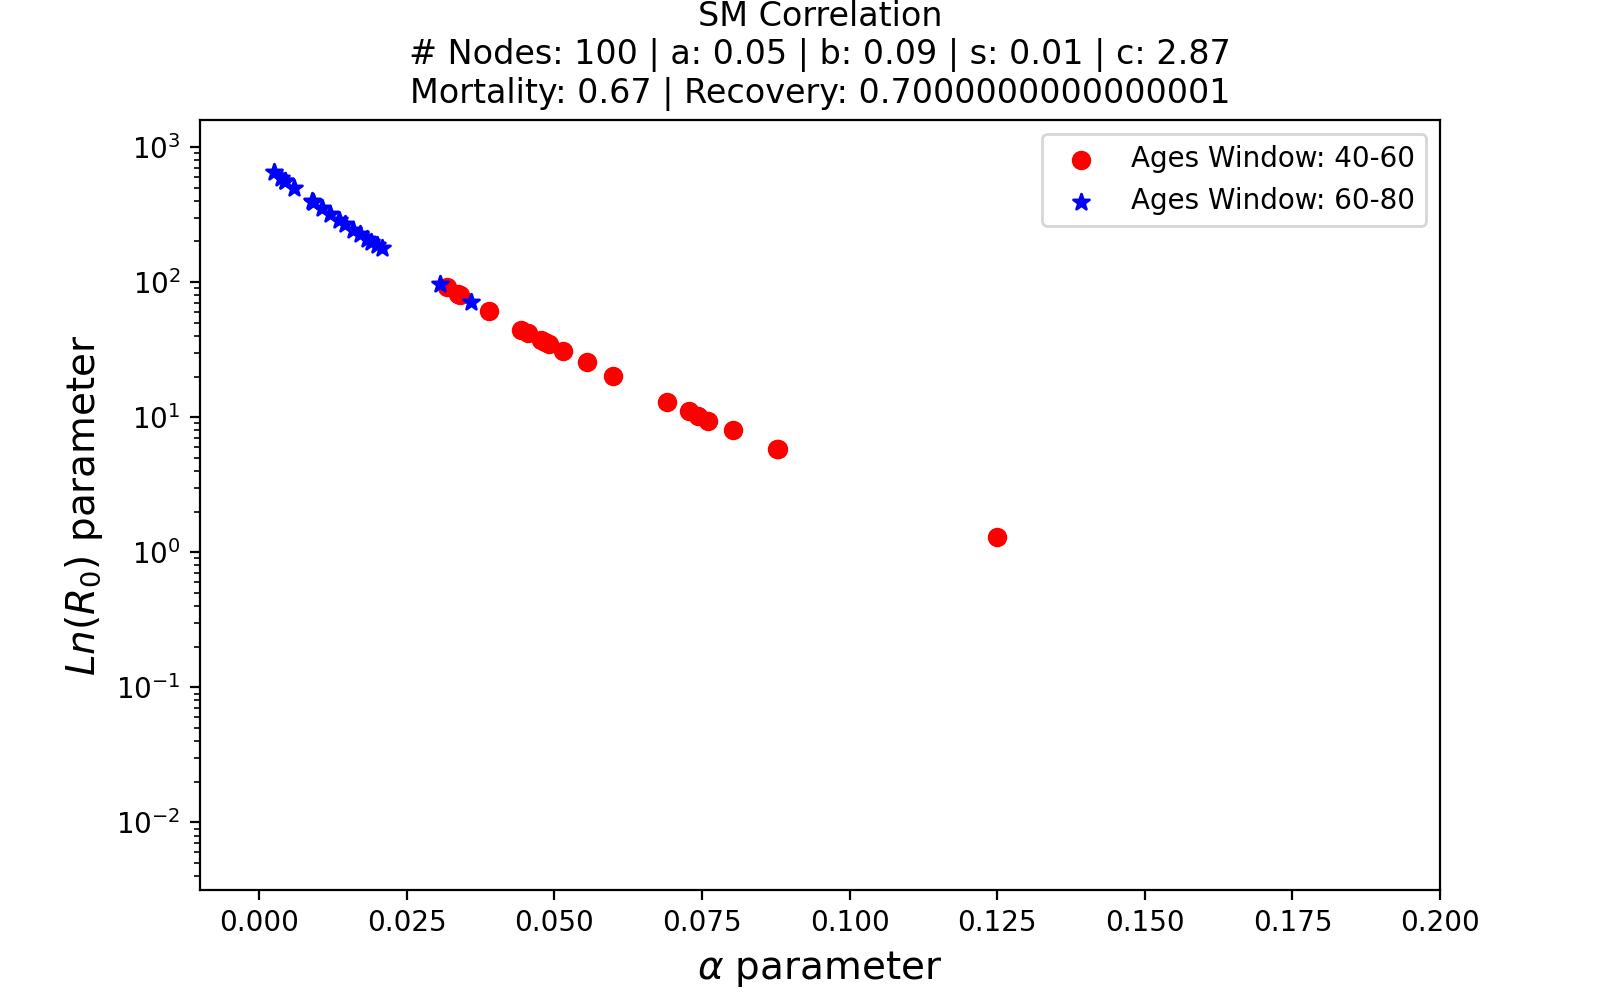 SM Correlation
# Nodes: 100 | a: 0.05 | b: 0.09 | s: 0.01 | c: 2.87
Mortality: 0.67 | Recovery: 0.7000000000000001
Ages Window: 40-60
Ages Window: 60-80
10³
10²
10¹
10⁰
10⁻¹
10⁻²
Ln(R₀) parameter
0.000 0.025 0.050 0.075 0.100 0.125 0.150 0.175 0.200
α parameter